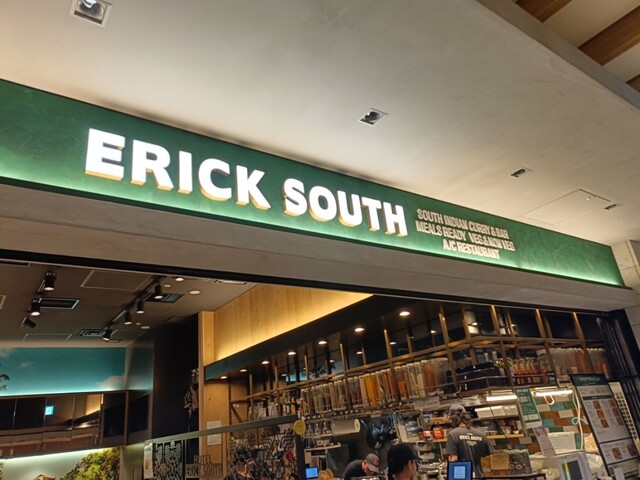 ERICK SOUTH
SOUTH INDIAN CURRY & BAR
MEALS READY VEG & NON VEG
A/C RESTAURANT